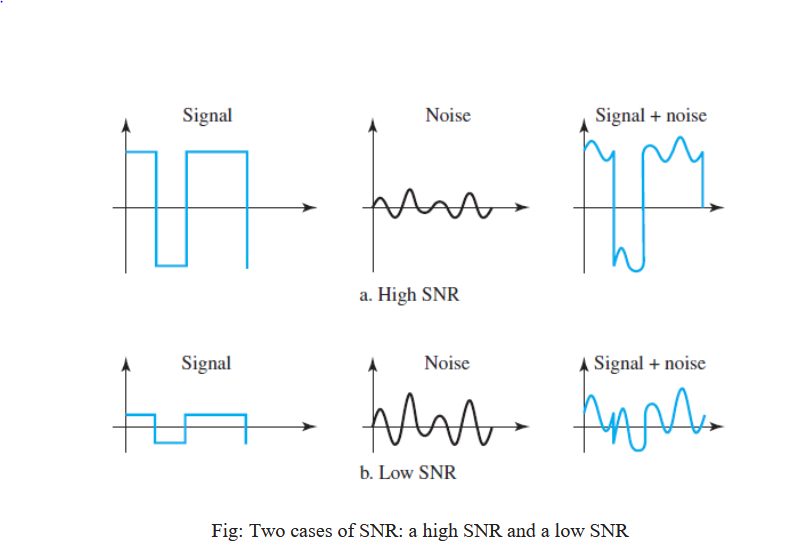 Signal
Noise
Signal + noise
a. High SNR
Signal
Noise
Signal + noise
b. Low SNR
Fig: Two cases of SNR: a high SNR and a low SNR